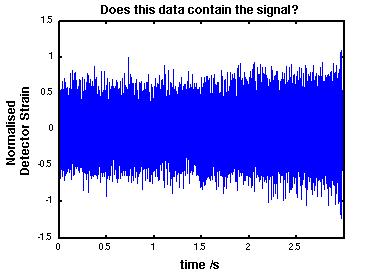 Does this data contain the signal?
1.5
1
0.5
0
-0.5
-1
-1.5
Normalised
Detector Strain
0 0.5 1 1.5 2 2.5
time /s